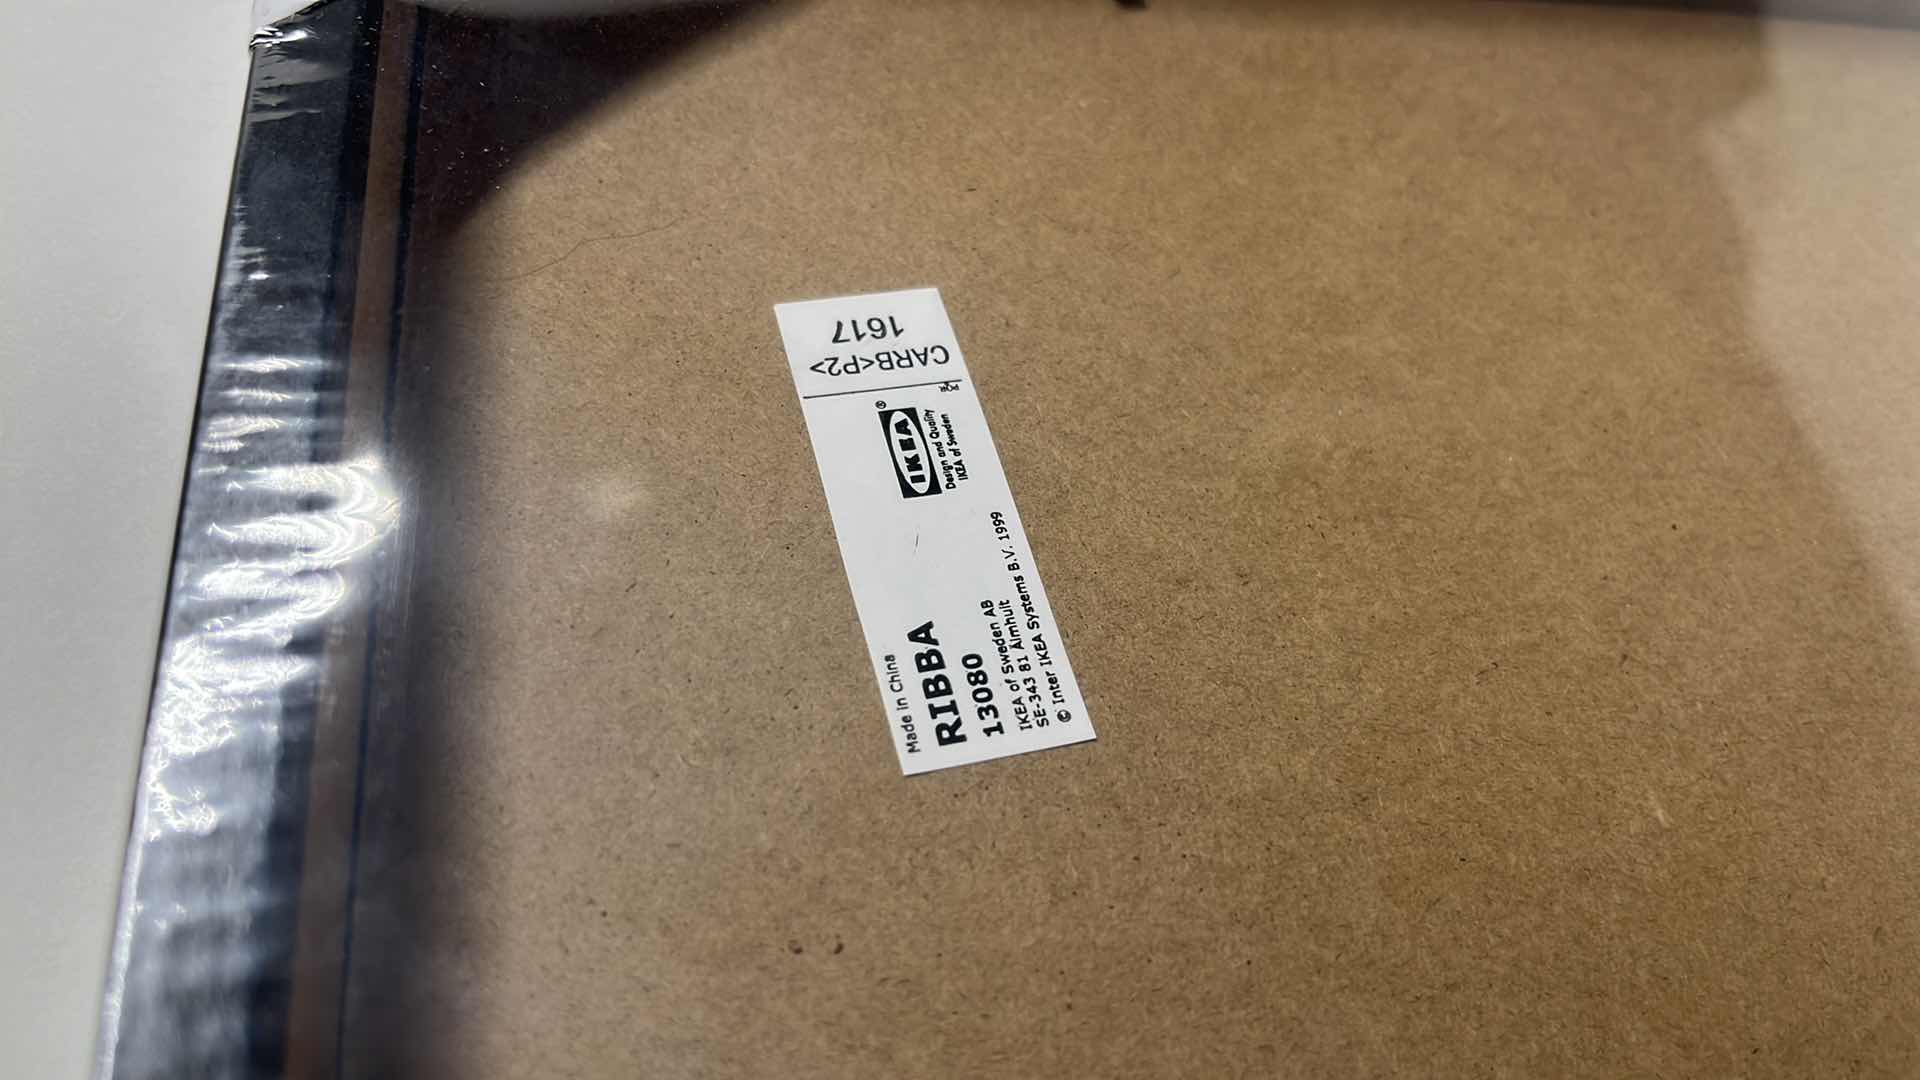 CARB<P2>
1617
IKEA®
Design and Quality
IKEA of Sweden
Made in China
RIBBA
13080
IKEA of Sweden AB
SE-343 81 Älmhult
© Inter IKEA Systems B.V. 1999